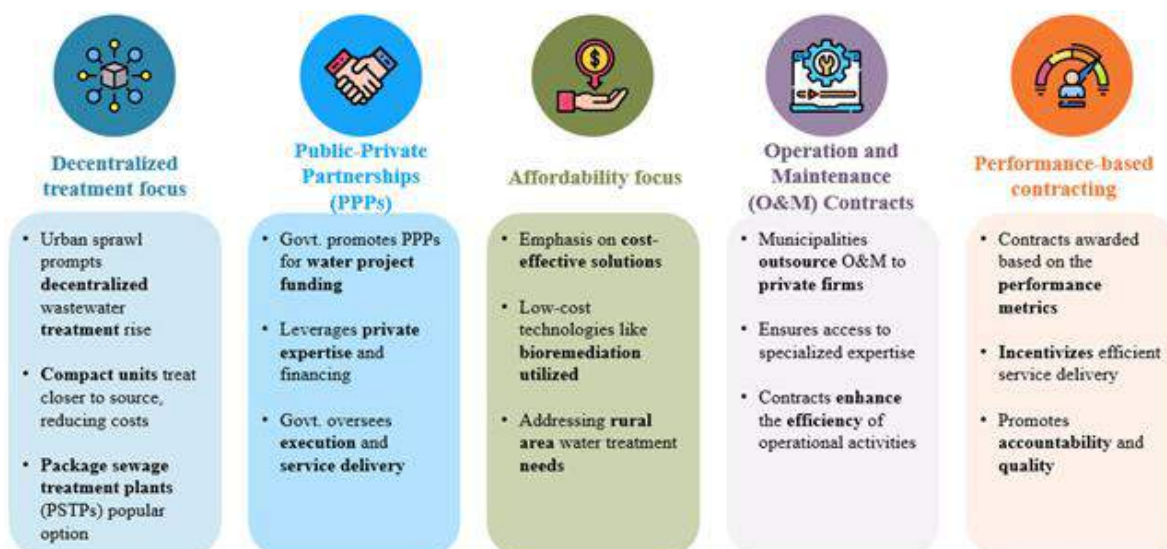 Decentralized
treatment focus
• Urban sprawl
prompts
decentralized
wastewater
treatment rise
• Compact units treat
closer to source,
reducing costs
• Package sewage
treatment plants
(PSTPs) popular
option
Public-Private
Partnerships
(PPPs)
• Govt. promotes PPPs
for water project
funding
• Leverages private
expertise and
financing
• Govt. oversees
execution and
service delivery
$
Affordability focus
• Emphasis on cost-
effective solutions
• Low-cost
technologies like
bioremediation
utilized
• Addressing rural
area water treatment
needs
Operation and
Maintenance
(O&M) Contracts
• Municipalities
outsource O&M to
private firms
• Ensures access to
specialized expertise
• Contracts enhance
the efficiency of
operational activities
Performance-based
contracting
• Contracts awarded
based on the
performance
metrics
• Incentivizes efficient
service delivery
• Promotes
accountability and
quality